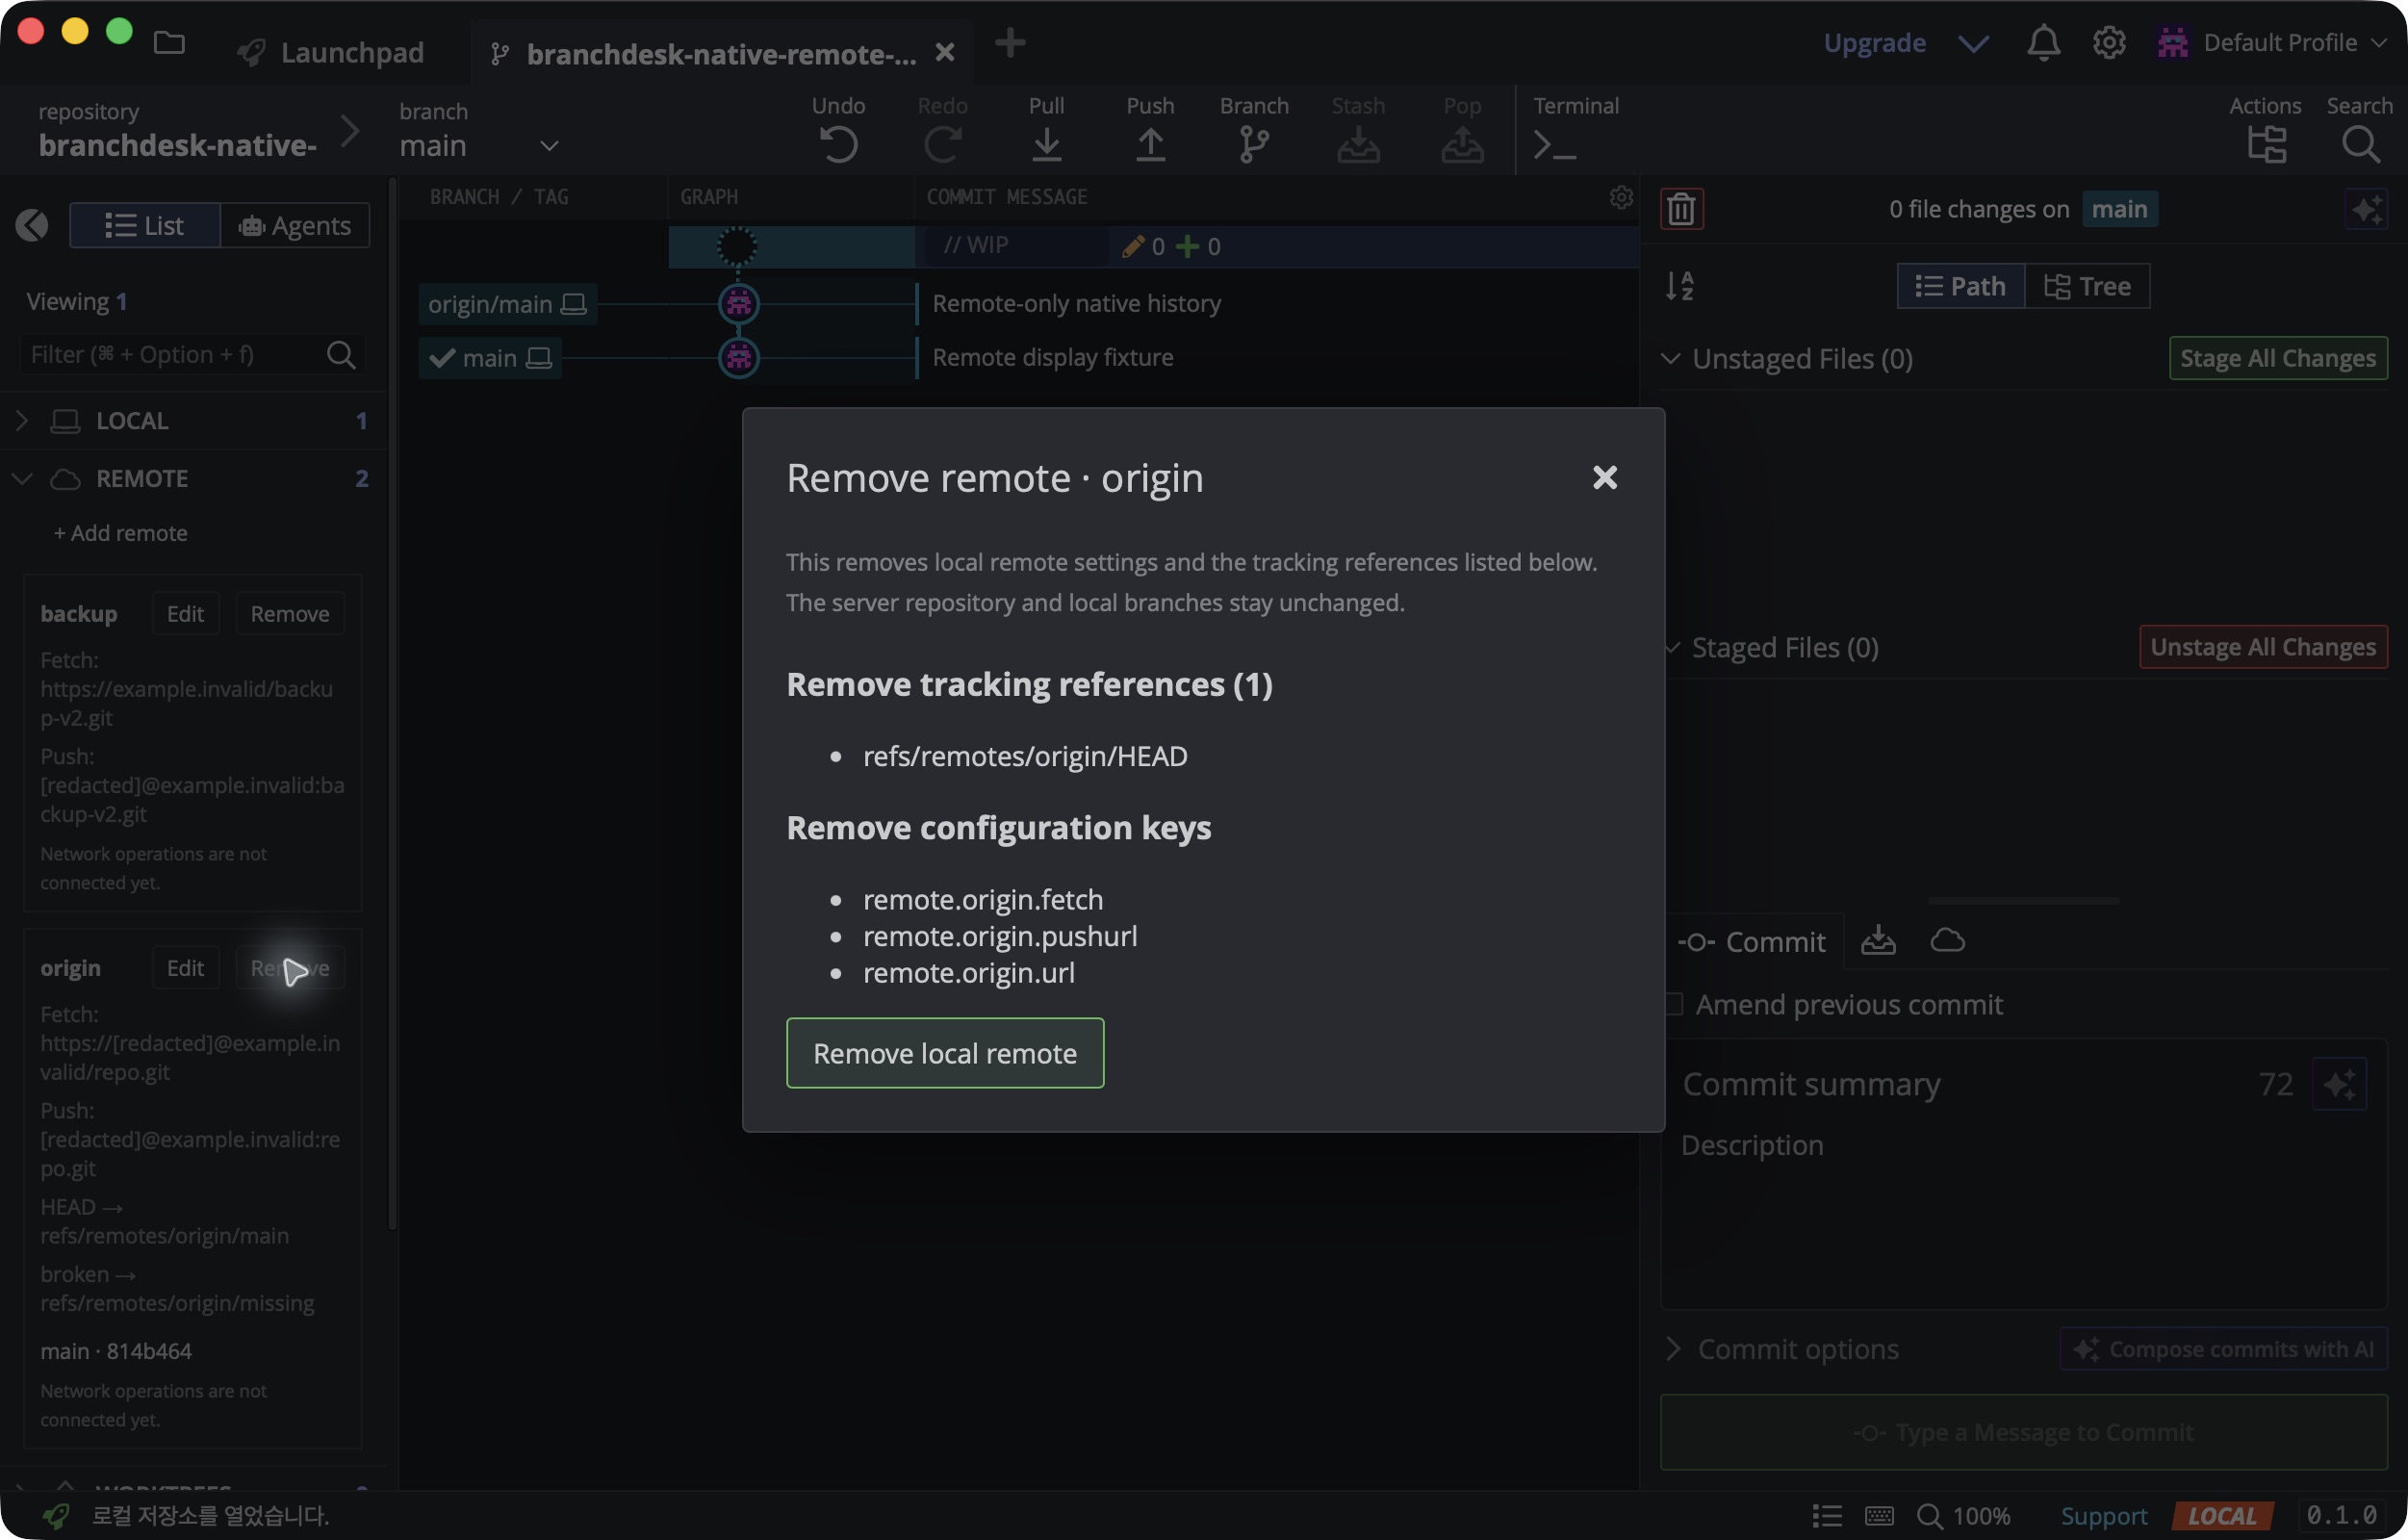 Launchpad
branchdesk-native-remote-...
Upgrade
Default Profile
repository
branchdesk-native-
branch
main
Undo
Redo
Pull
Push
Branch
Stash
Pop
Terminal
Actions
Search
List
Agents
Viewing 1
Filter (⌘ + Option + f)
LOCAL 1
REMOTE 2
+ Add remote
backup
Edit
Remove
Fetch:
https://example.invalid/backu
p-v2.git
Push:
[redacted]@example.invalid:ba
ckup-v2.git
Network operations are not
connected yet.
origin
Edit
Remove
Fetch:
https://[redacted]@example.in
valid/repo.git
Push:
[redacted]@example.invalid:re
po.git
HEAD →
refs/remotes/origin/main
broken →
refs/remotes/origin/missing
main · 814b464
Network operations are not
connected yet.
WORKTREES
BRANCH / TAG
GRAPH
COMMIT MESSAGE
// WIP
0
0
origin/main
Remote-only native history
main
Remote display fixture
Remove remote · origin
This removes local remote settings and the tracking references listed below.
The server repository and local branches stay unchanged.
Remove tracking references (1)
• refs/remotes/origin/HEAD
Remove configuration keys
• remote.origin.fetch
• remote.origin.pushurl
• remote.origin.url
Remove local remote
0 file changes on main
Path
Tree
Unstaged Files (0)
Stage All Changes
Staged Files (0)
Unstage All Changes
Commit
Amend previous commit
Commit summary
72
Description
Commit options
Compose commits with AI
Type a Message to Commit
로컬 저장소를 열었습니다.
100%
Support
LOCAL
0.1.0